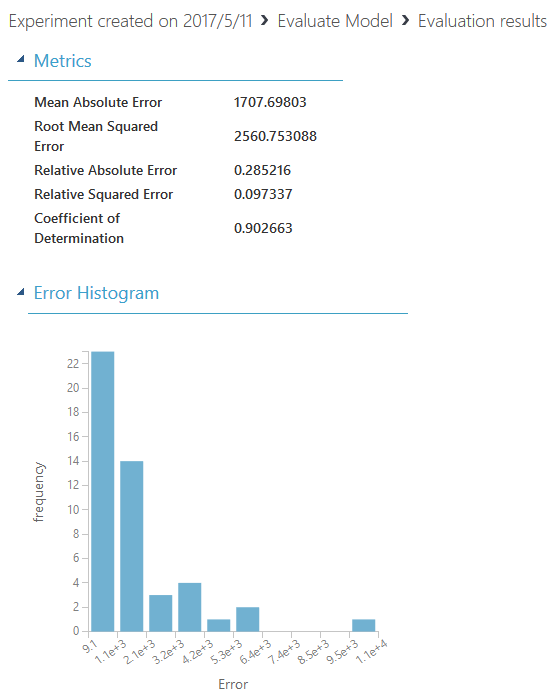 Experiment created on 2017/5/11 > Evaluate Model > Evaluation results
Metrics
Mean Absolute Error 1707.69803
Root Mean Squared
Error 2560.753088
Relative Absolute Error 0.285216
Relative Squared Error 0.097337
Coefficient of
Determination 0.902663
Error Histogram
22
20
18
16
14
12
10
8
6
4
2
0
frequency
9.1 1.1e+3 2.1e+3 3.2e+3 4.2e+3 5.3e+3 6.4e+3 7.4e+3 8.5e+3 9.5e+3 1.1e+4
Error